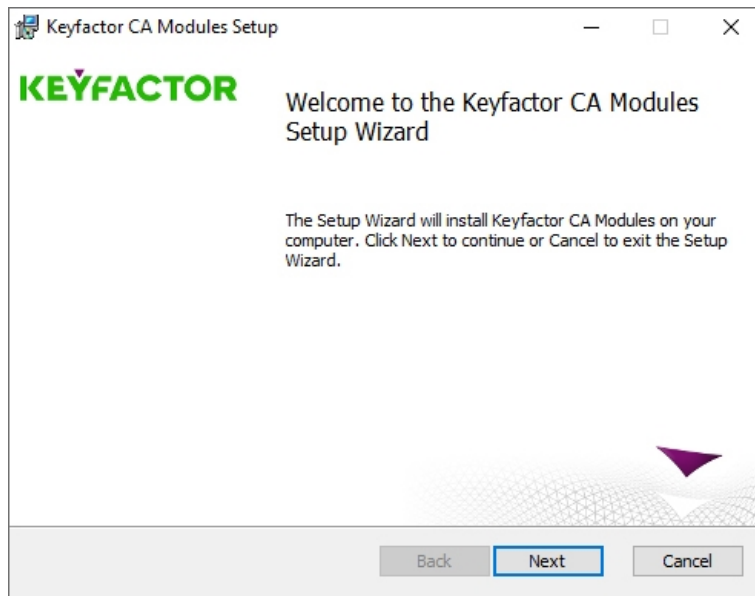 Keyfactor CA Modules Setup
KEYFACTOR
Welcome to the Keyfactor CA Modules
Setup Wizard
The Setup Wizard will install Keyfactor CA Modules on your
computer. Click Next to continue or Cancel to exit the Setup
Wizard.
Back Next Cancel